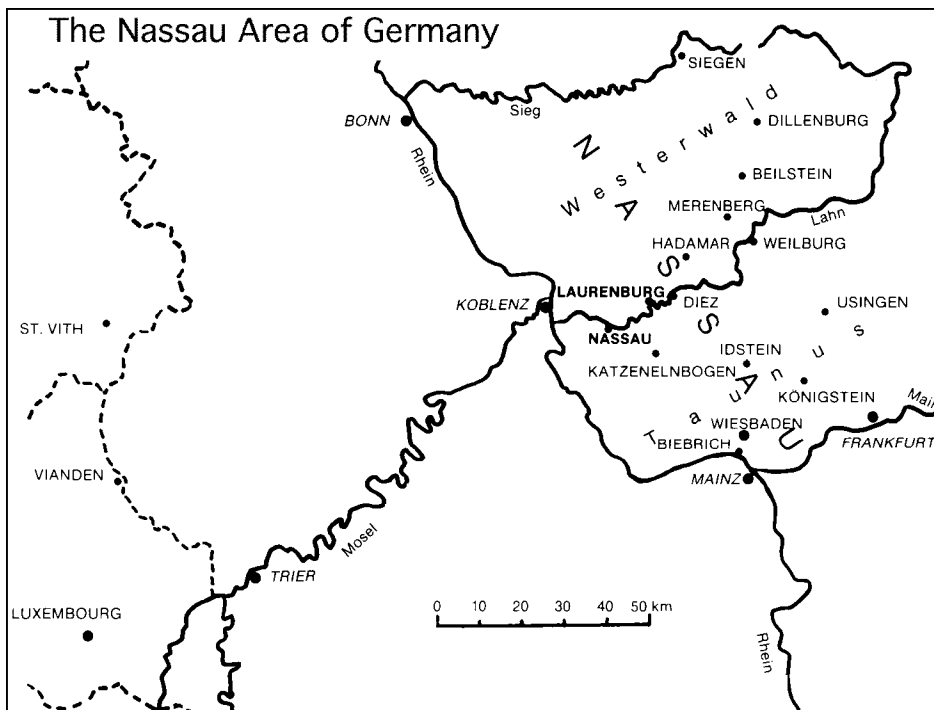 The Nassau Area of Germany
SIEGEN
Sieg
BONN
DILLENBURG
Westerwald
NASSAU
Rhein
BEILSTEIN
MERENBERG
Lahn
HADAMAR
WEILBURG
LAURENBURG
KOBLENZ
DIEZ
USINGEN
ST. VITH
NASSAU
IDSTEIN
KATZENELNBOGEN
Taunus
KÖNIGSTEIN
Main
WIESBADEN
BIEBRICH
FRANKFURT
VIANDEN
MAINZ
Mosel
TRIER
LUXEMBOURG
0 10 20 30 40 50 km
Rhein